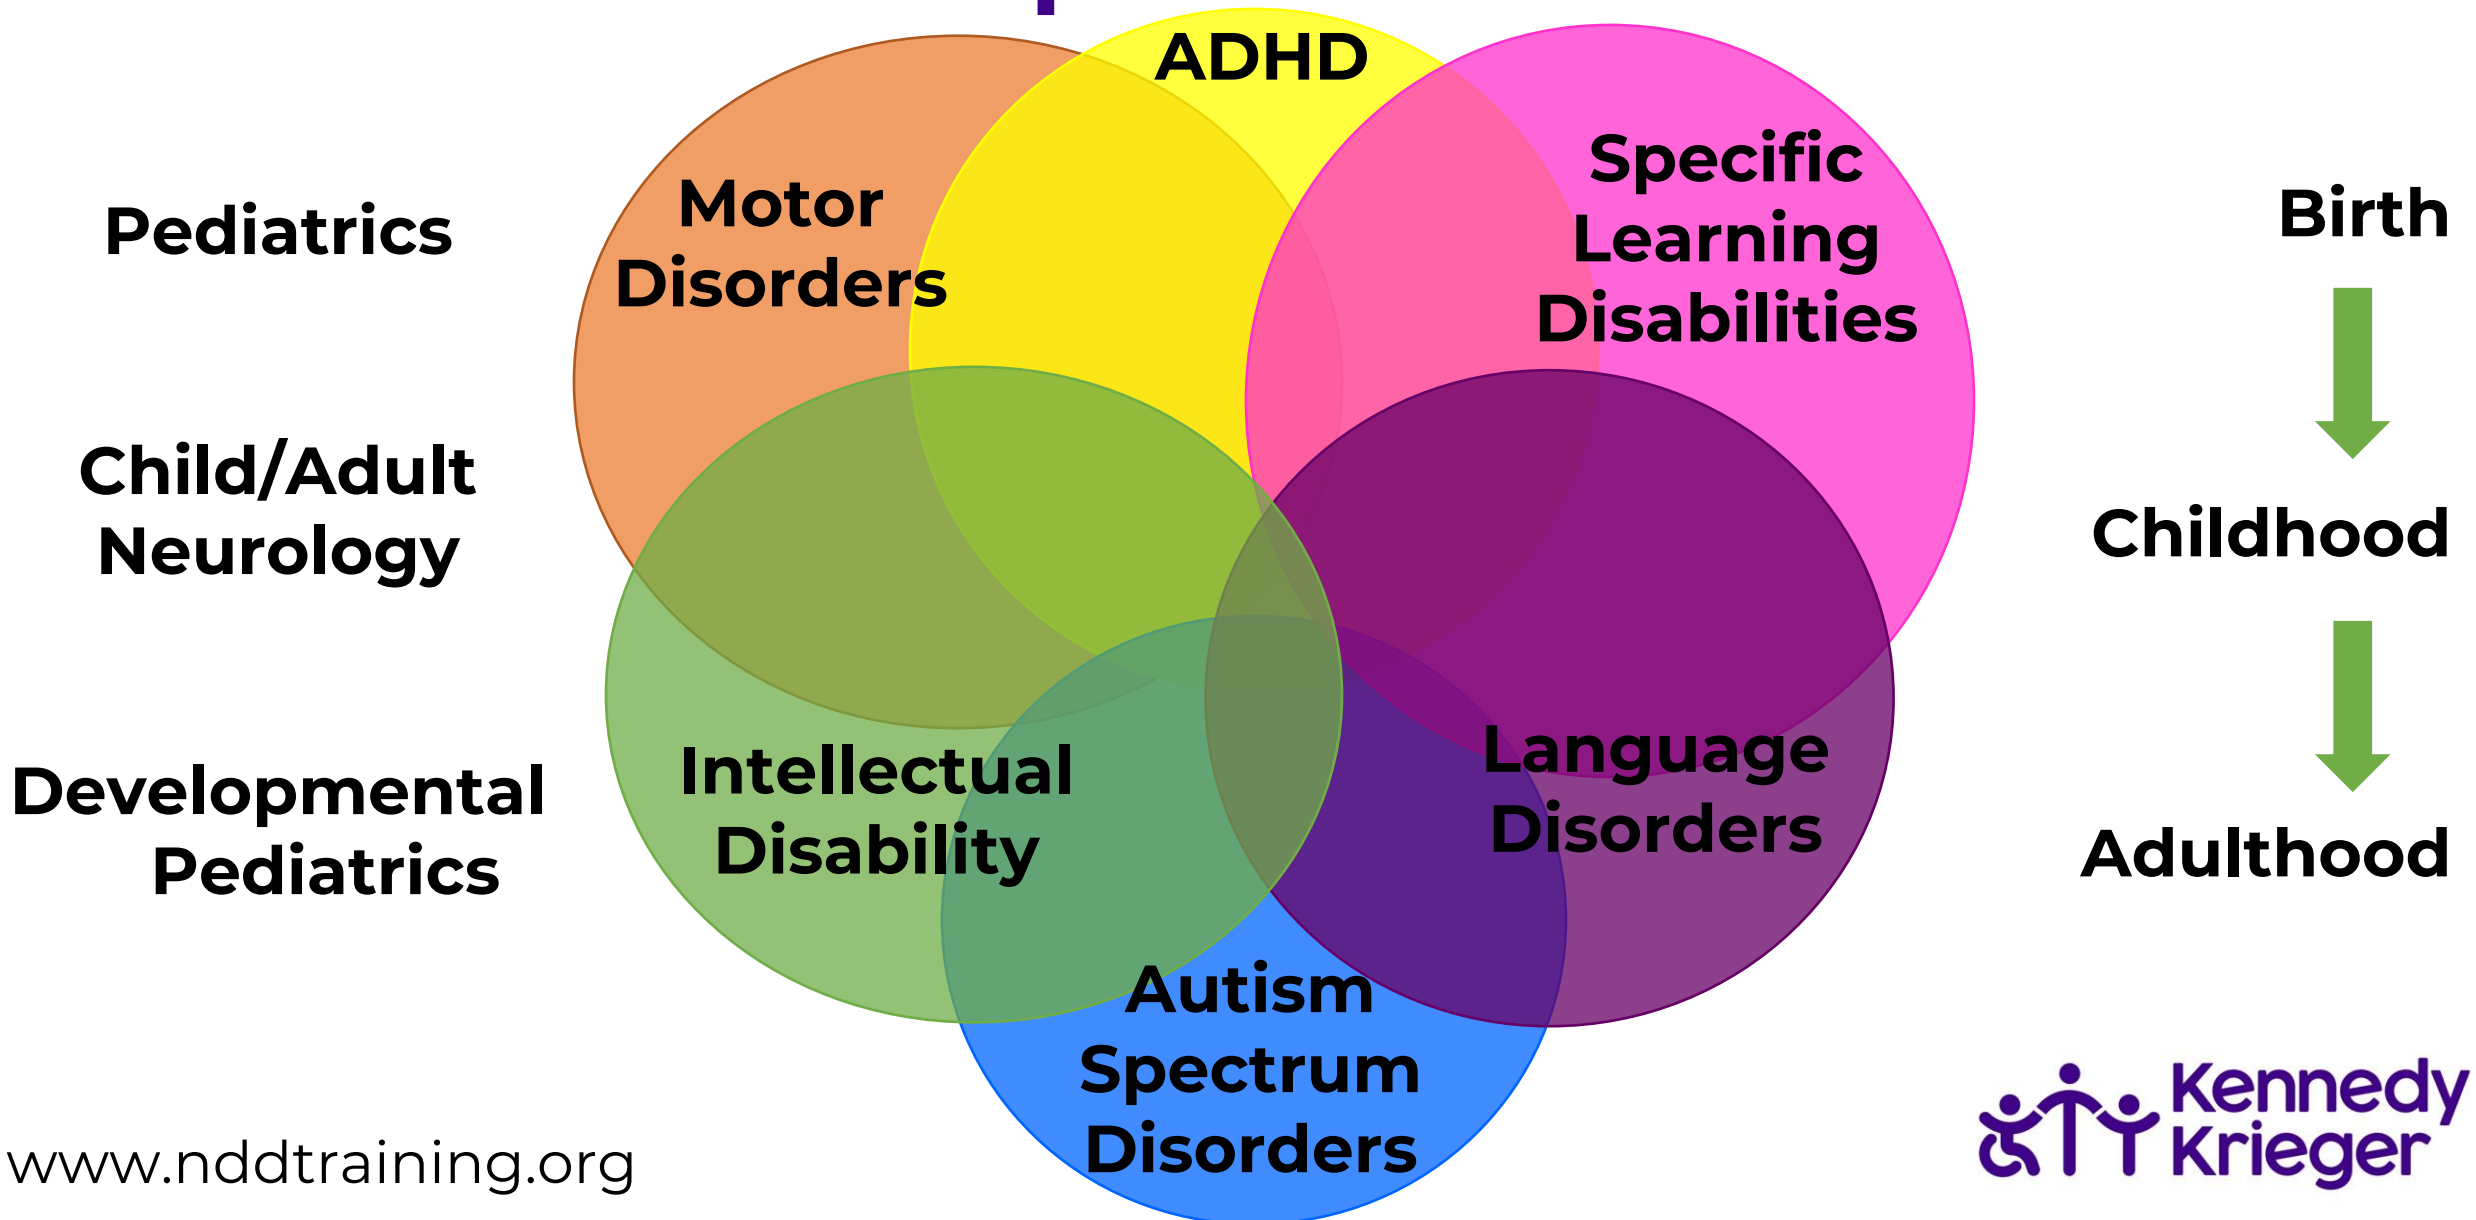 ADHD
Motor
Disorders
Specific
Learning
Disabilities
Pediatrics
Birth
Child/Adult
Neurology
Childhood
Developmental
Pediatrics
Intellectual
Disability
Language
Disorders
Adulthood
Autism
Spectrum
Disorders
www.nddtraining.org
Kennedy
Krieger